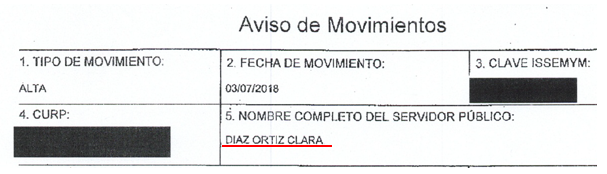 Aviso de Movimientos
1. TIPO DE MOVIMIENTO:
ALTA
2. FECHA DE MOVIMIENTO:
03/07/2018
3. CLAVE ISSEMYM:
4. CURP:
5. NOMBRE COMPLETO DEL SERVIDOR PÚBLICO:
DIAZ ORTIZ CLARA